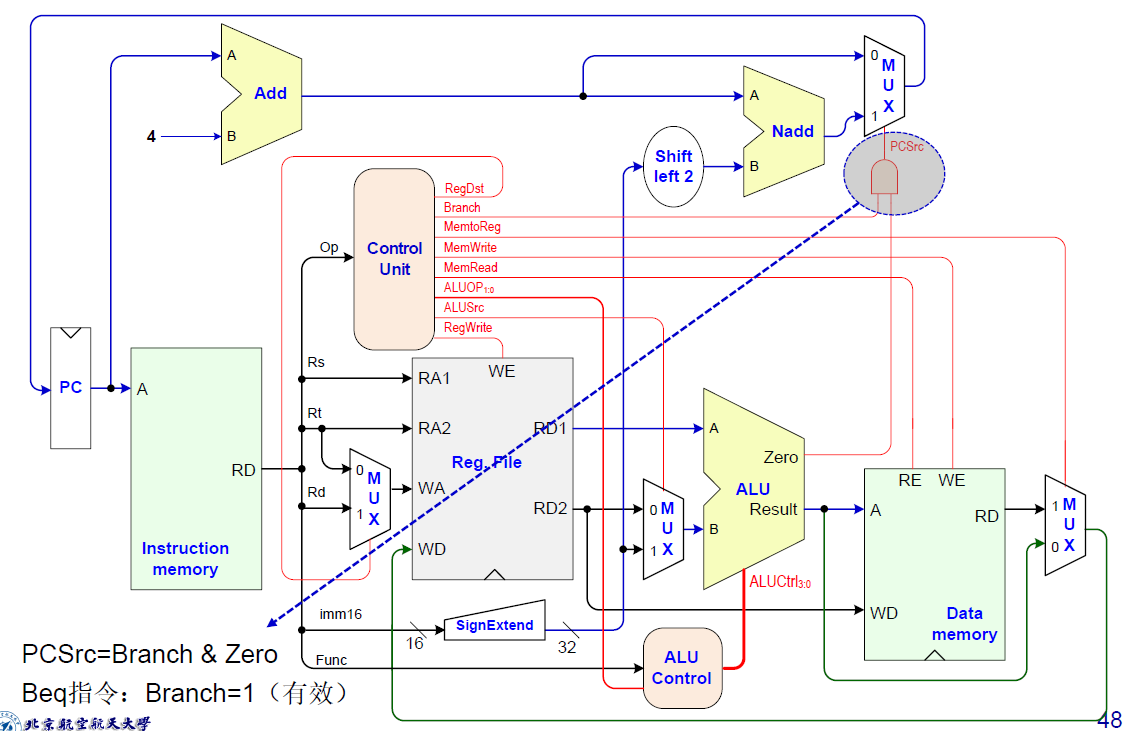 A
Add
4
B
0
M
U
X
1
A
Nadd
B
Shift
left 2
PCSrc
RegDst
Branch
MemtoReg
MemWrite
MemRead
ALUOP1:0
ALUSrc
RegWrite
Control
Unit
Op
PC
A
RD
Instruction
memory
Rs
Rt
Rd
0
M
U
X
1
WE
RA1
RA2
RD1
Reg. File
WA
RD2
WD
0
M
U
X
1
A
Zero
ALU
Result
B
ALUCtrl3:0
RE
WE
A
RD
WD
Data
memory
1
M
U
X
0
imm16
16
SignExtend
32
Func
ALU
Control
PCSrc=Branch & Zero
Beq指令：Branch=1（有效）
北京航空航天大学
48